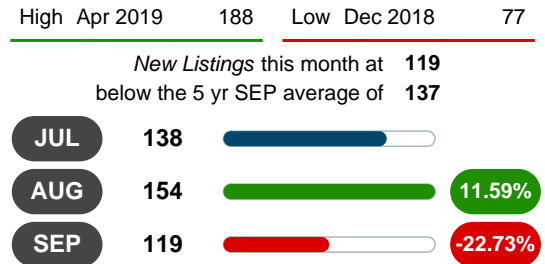 High Apr 2019 188 Low Dec 2018 77
New Listings this month at 119
below the 5 yr SEP average of 137
JUL 138
AUG 154 11.59%
SEP 119 -22.73%